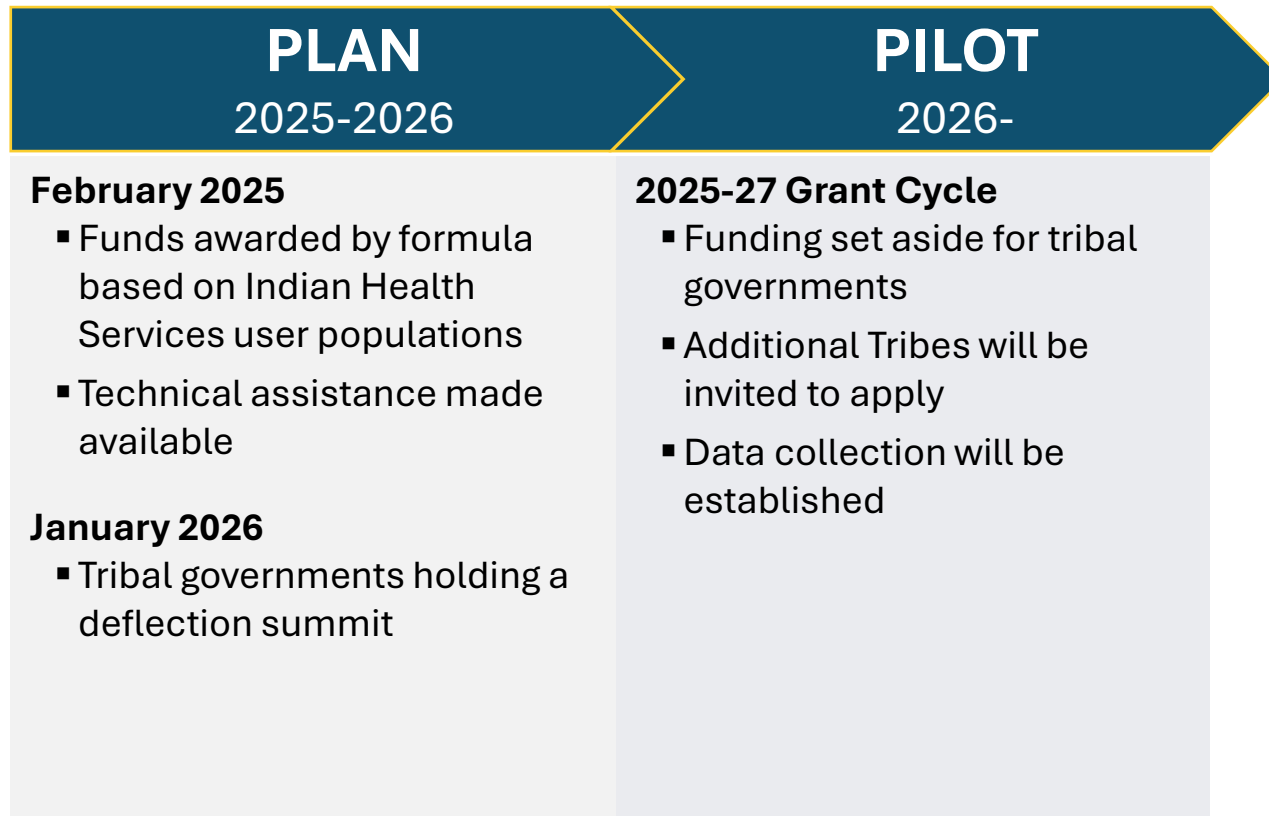 PLAN
2025-2026
February 2025
▪ Funds awarded by formula
based on Indian Health
Services user populations
▪ Technical assistance made
available
January 2026
▪ Tribal governments holding a
deflection summit
PILOT
2026-
2025-27 Grant Cycle
▪ Funding set aside for tribal
governments
▪ Additional Tribes will be
invited to apply
▪ Data collection will be
established